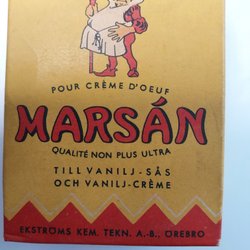 POUR CRÈME D'OEUF
MARSÁN
QUALITÉ NON PLUS ULTRA
TILL VANILJ-SÅS
OCH VANILJ-CRÈME
EKSTRÖMS KEM. TEKN. A.-B., ÖREBRO